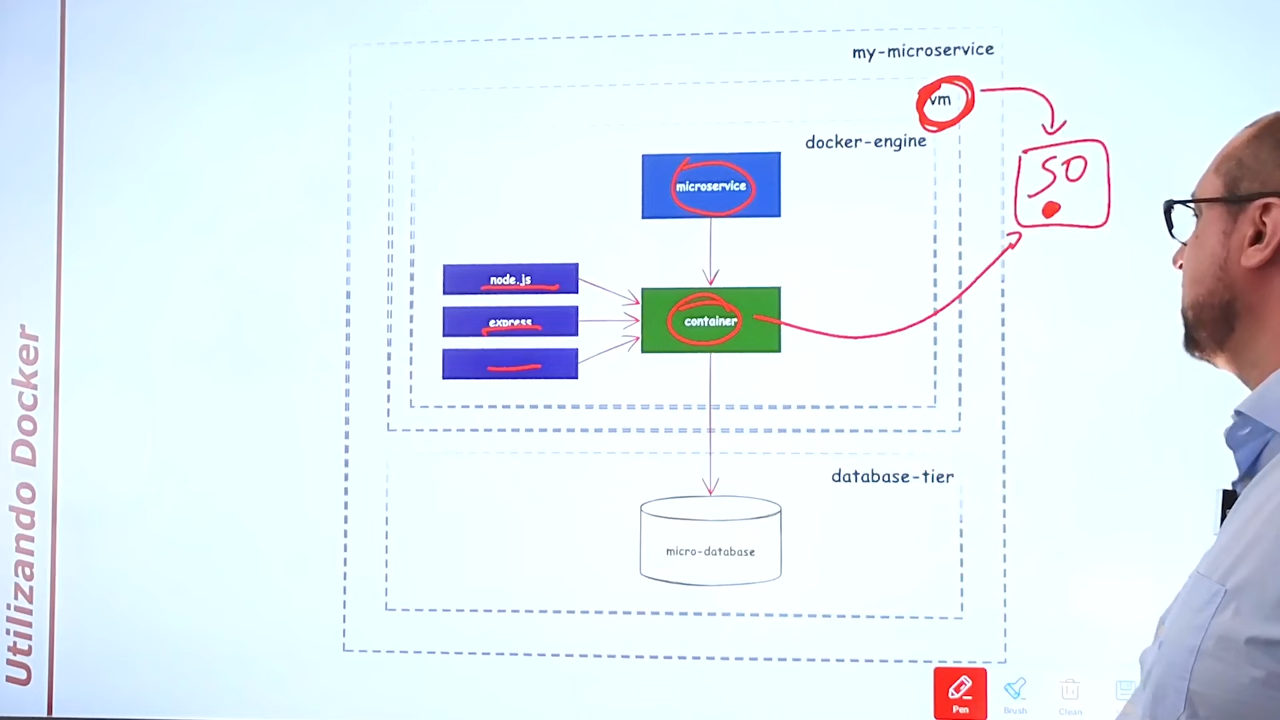 Utilizando Docker
my-microservice
vm
docker-engine
SO
microservice
node.js
express
container
database-tier
micro-database
Pen
Brush
Clean